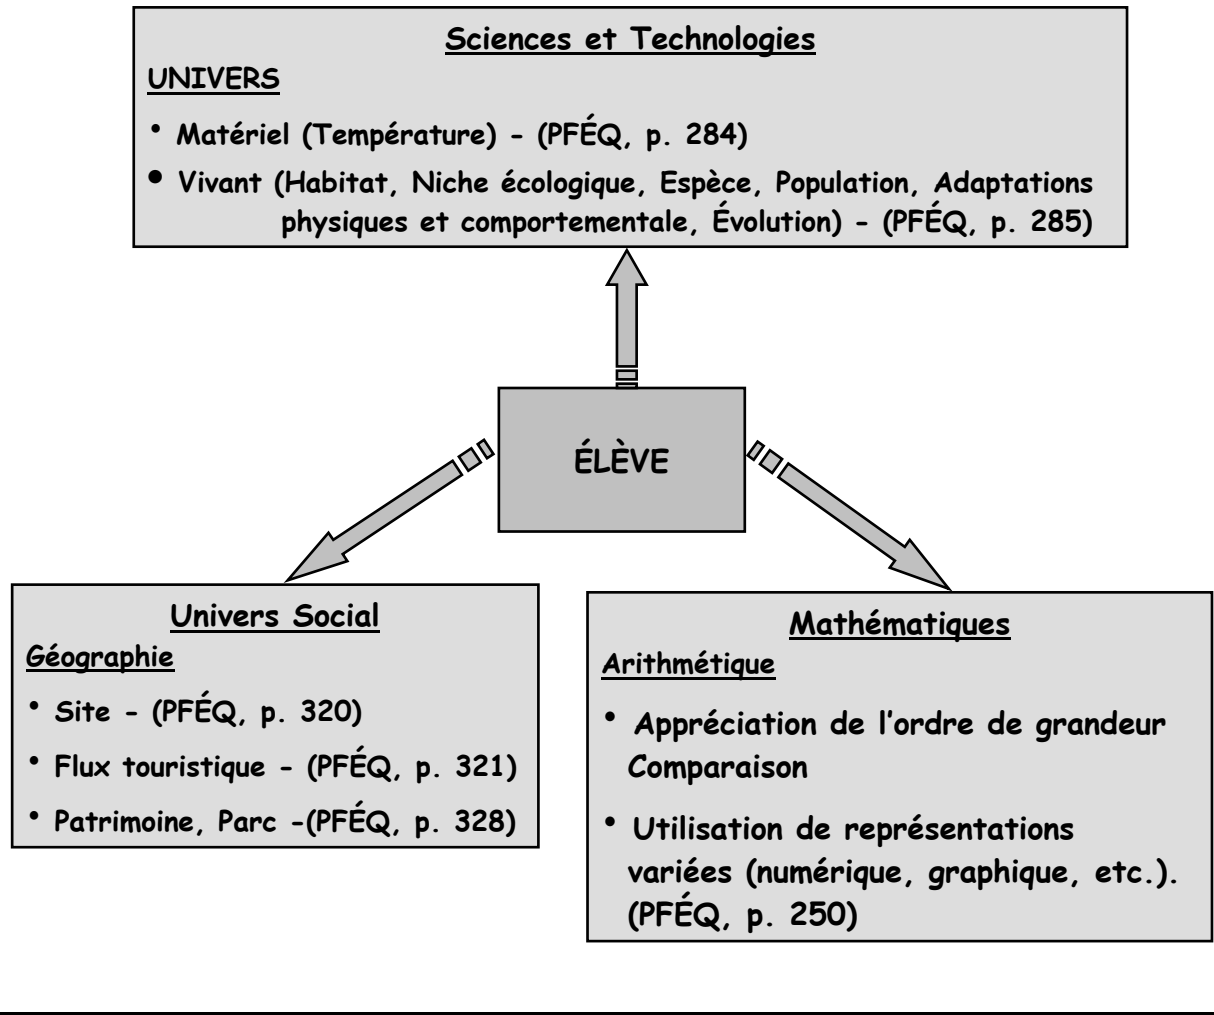 Sciences et Technologies
UNIVERS
• Matériel (Température) - (PFÉQ, p. 284)
• Vivant (Habitat, Niche écologique, Espèce, Population, Adaptations
physiques et comportementale, Évolution) - (PFÉQ, p. 285)
ÉLÈVE
Univers Social
Géographie
• Site - (PFÉQ, p. 320)
• Flux touristique - (PFÉQ, p. 321)
• Patrimoine, Parc -(PFÉQ, p. 328)
Mathématiques
Arithmétique
• Appréciation de l'ordre de grandeur
Comparaison
• Utilisation de représentations
variées (numérique, graphique, etc.).
(PFÉQ, p. 250)